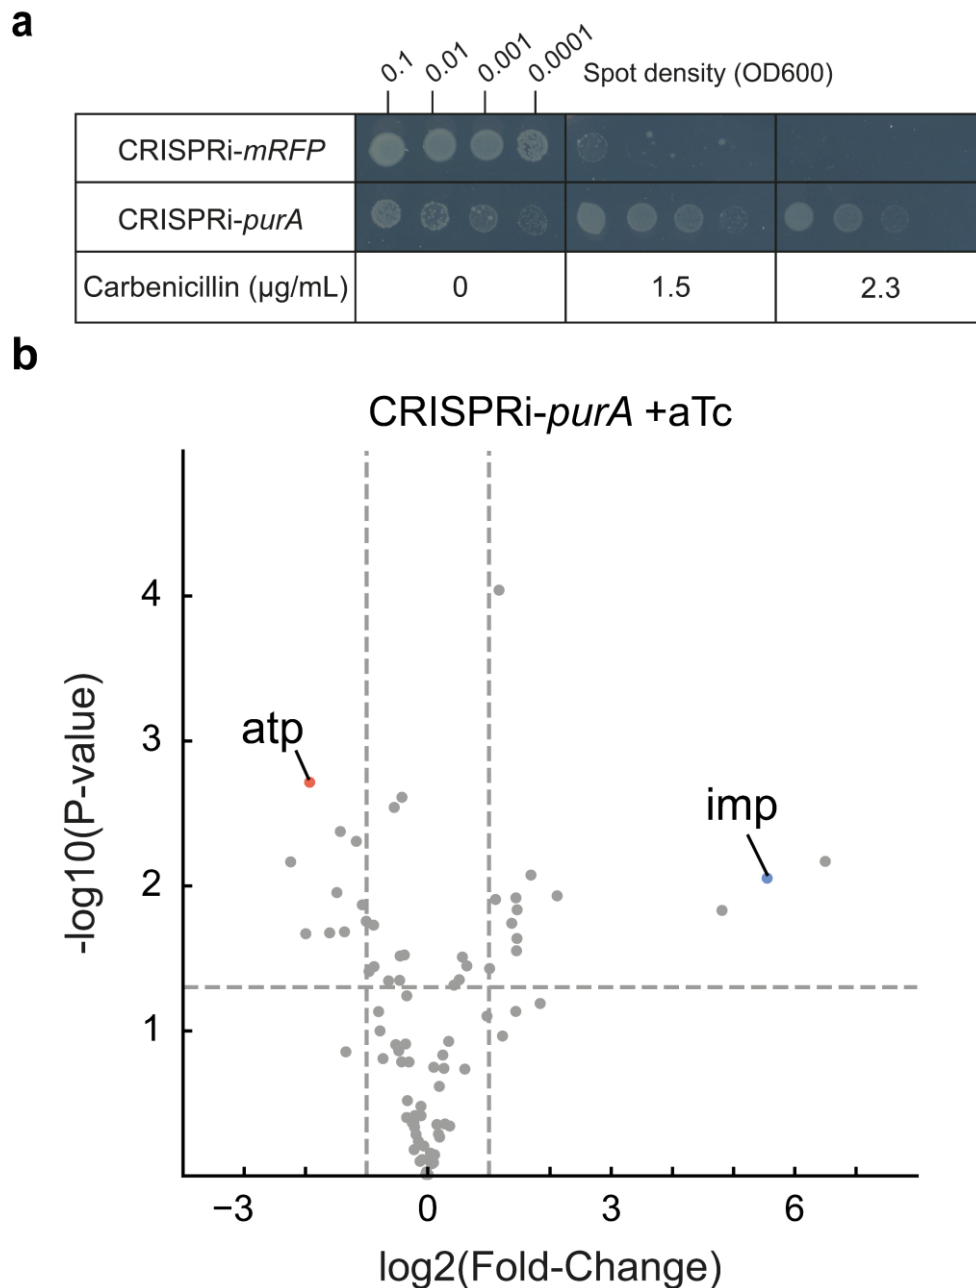 a
0.1 0.01 0.001 0.0001 Spot density (OD600)
CRISPRi-mRFP
CRISPRi-purA
Carbenicillin (μg/mL) 0 1.5 2.3
b
CRISPRi-purA +aTc
4
3
2
1
atp
imp
-log10(P-value)
−3 0 3 6
log2(Fold-Change)